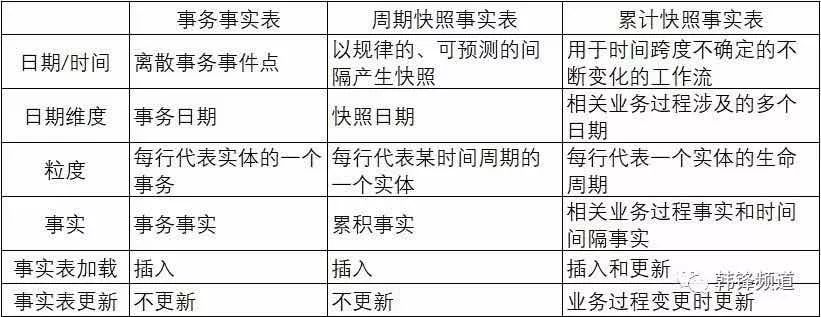 事务事实表 周期快照事实表 累计快照事实表
日期/时间 离散事务事件点 以规律的、可预测的间隔产生快照 用于时间跨度不确定的不断变化的工作流
日期维度 事务日期 快照日期 相关业务过程涉及的多个日期
粒度 每行代表实体的一个事务 每行代表某时间周期的一个实体 每行代表一个实体的生命周期
事实 事务事实 累积事实 相关业务过程事实和时间间隔事实
事实表加载 插入 插入 插入和更新
事实表更新 不更新 不更新 业务过程变更时更新
韩锋频道